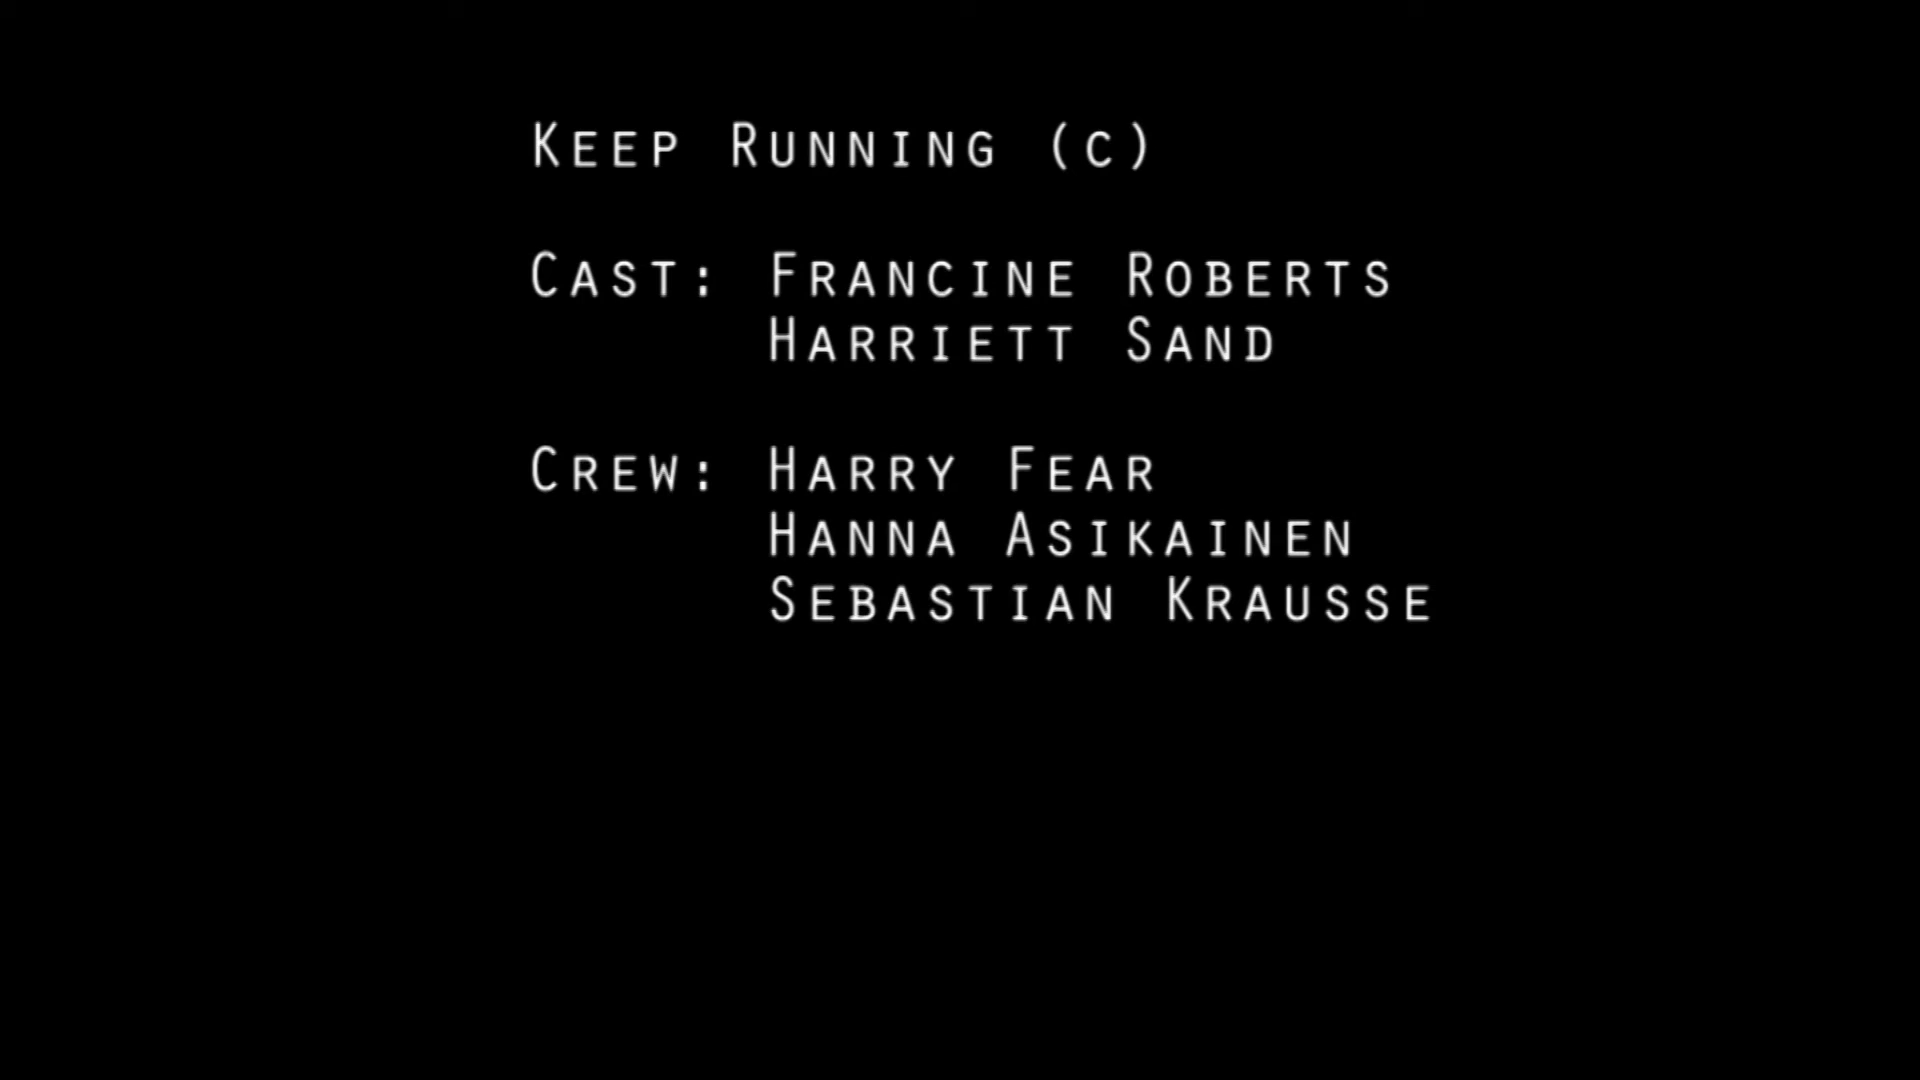 Keep Running (c)
Cast: Francine Roberts
Harriett Sand
Crew: Harry Fear
Hanna Asikainen
Sebastian Krausse